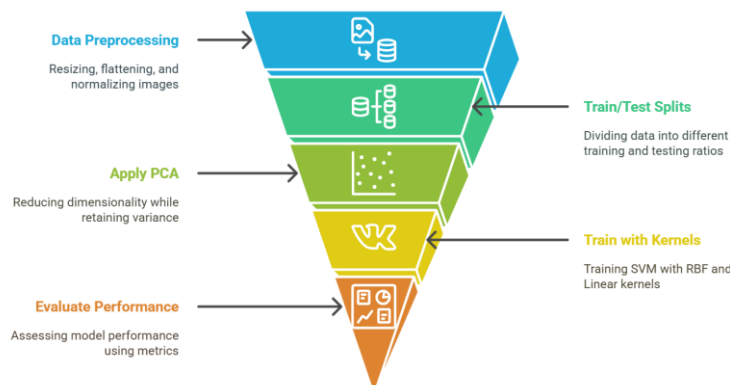 Data Preprocessing
Resizing, flattening, and
normalizing images
Train/Test Splits
Dividing data into different
training and testing ratios
Apply PCA
Reducing dimensionality while
retaining variance
Train with Kernels
Training SVM with RBF and
Linear kernels
Evaluate Performance
Assessing model performance
using metrics